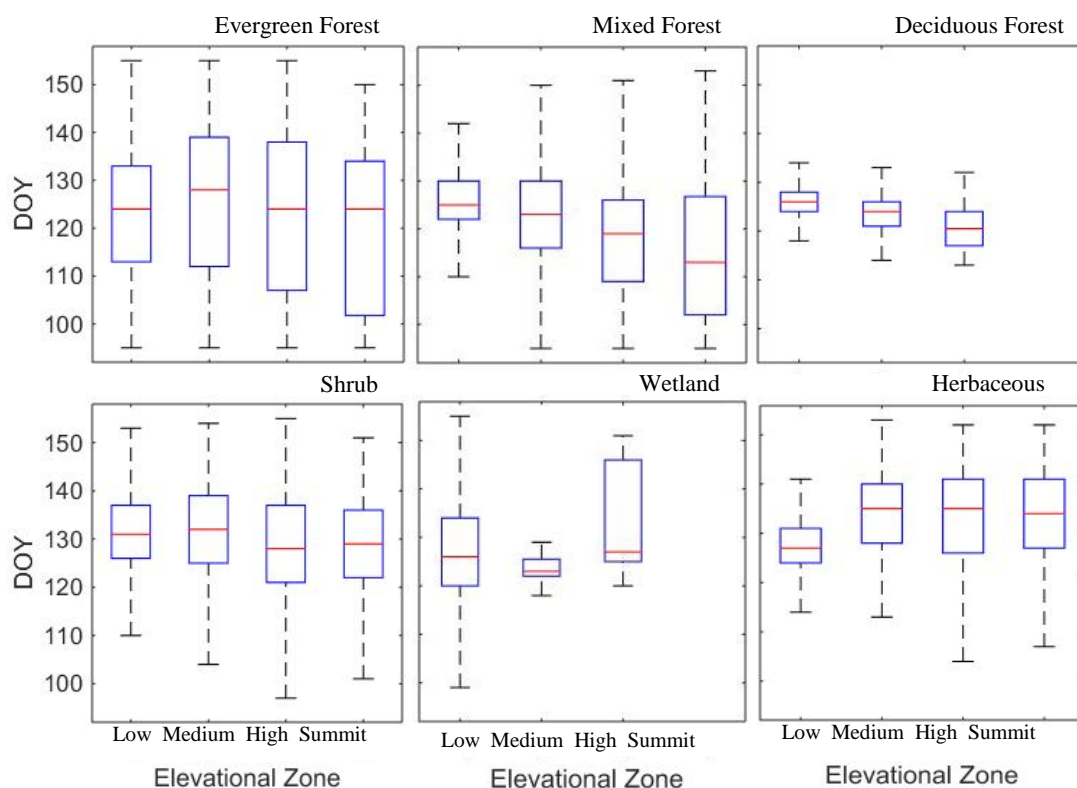 Evergreen Forest
Mixed Forest
Deciduous Forest
DOY
150
140
130
120
110
100
Shrub
Wetland
Herbaceous
DOY
150
140
130
120
110
100
Low Medium High Summit
Low Medium High Summit
Low Medium High Summit
Elevational Zone
Elevational Zone
Elevational Zone